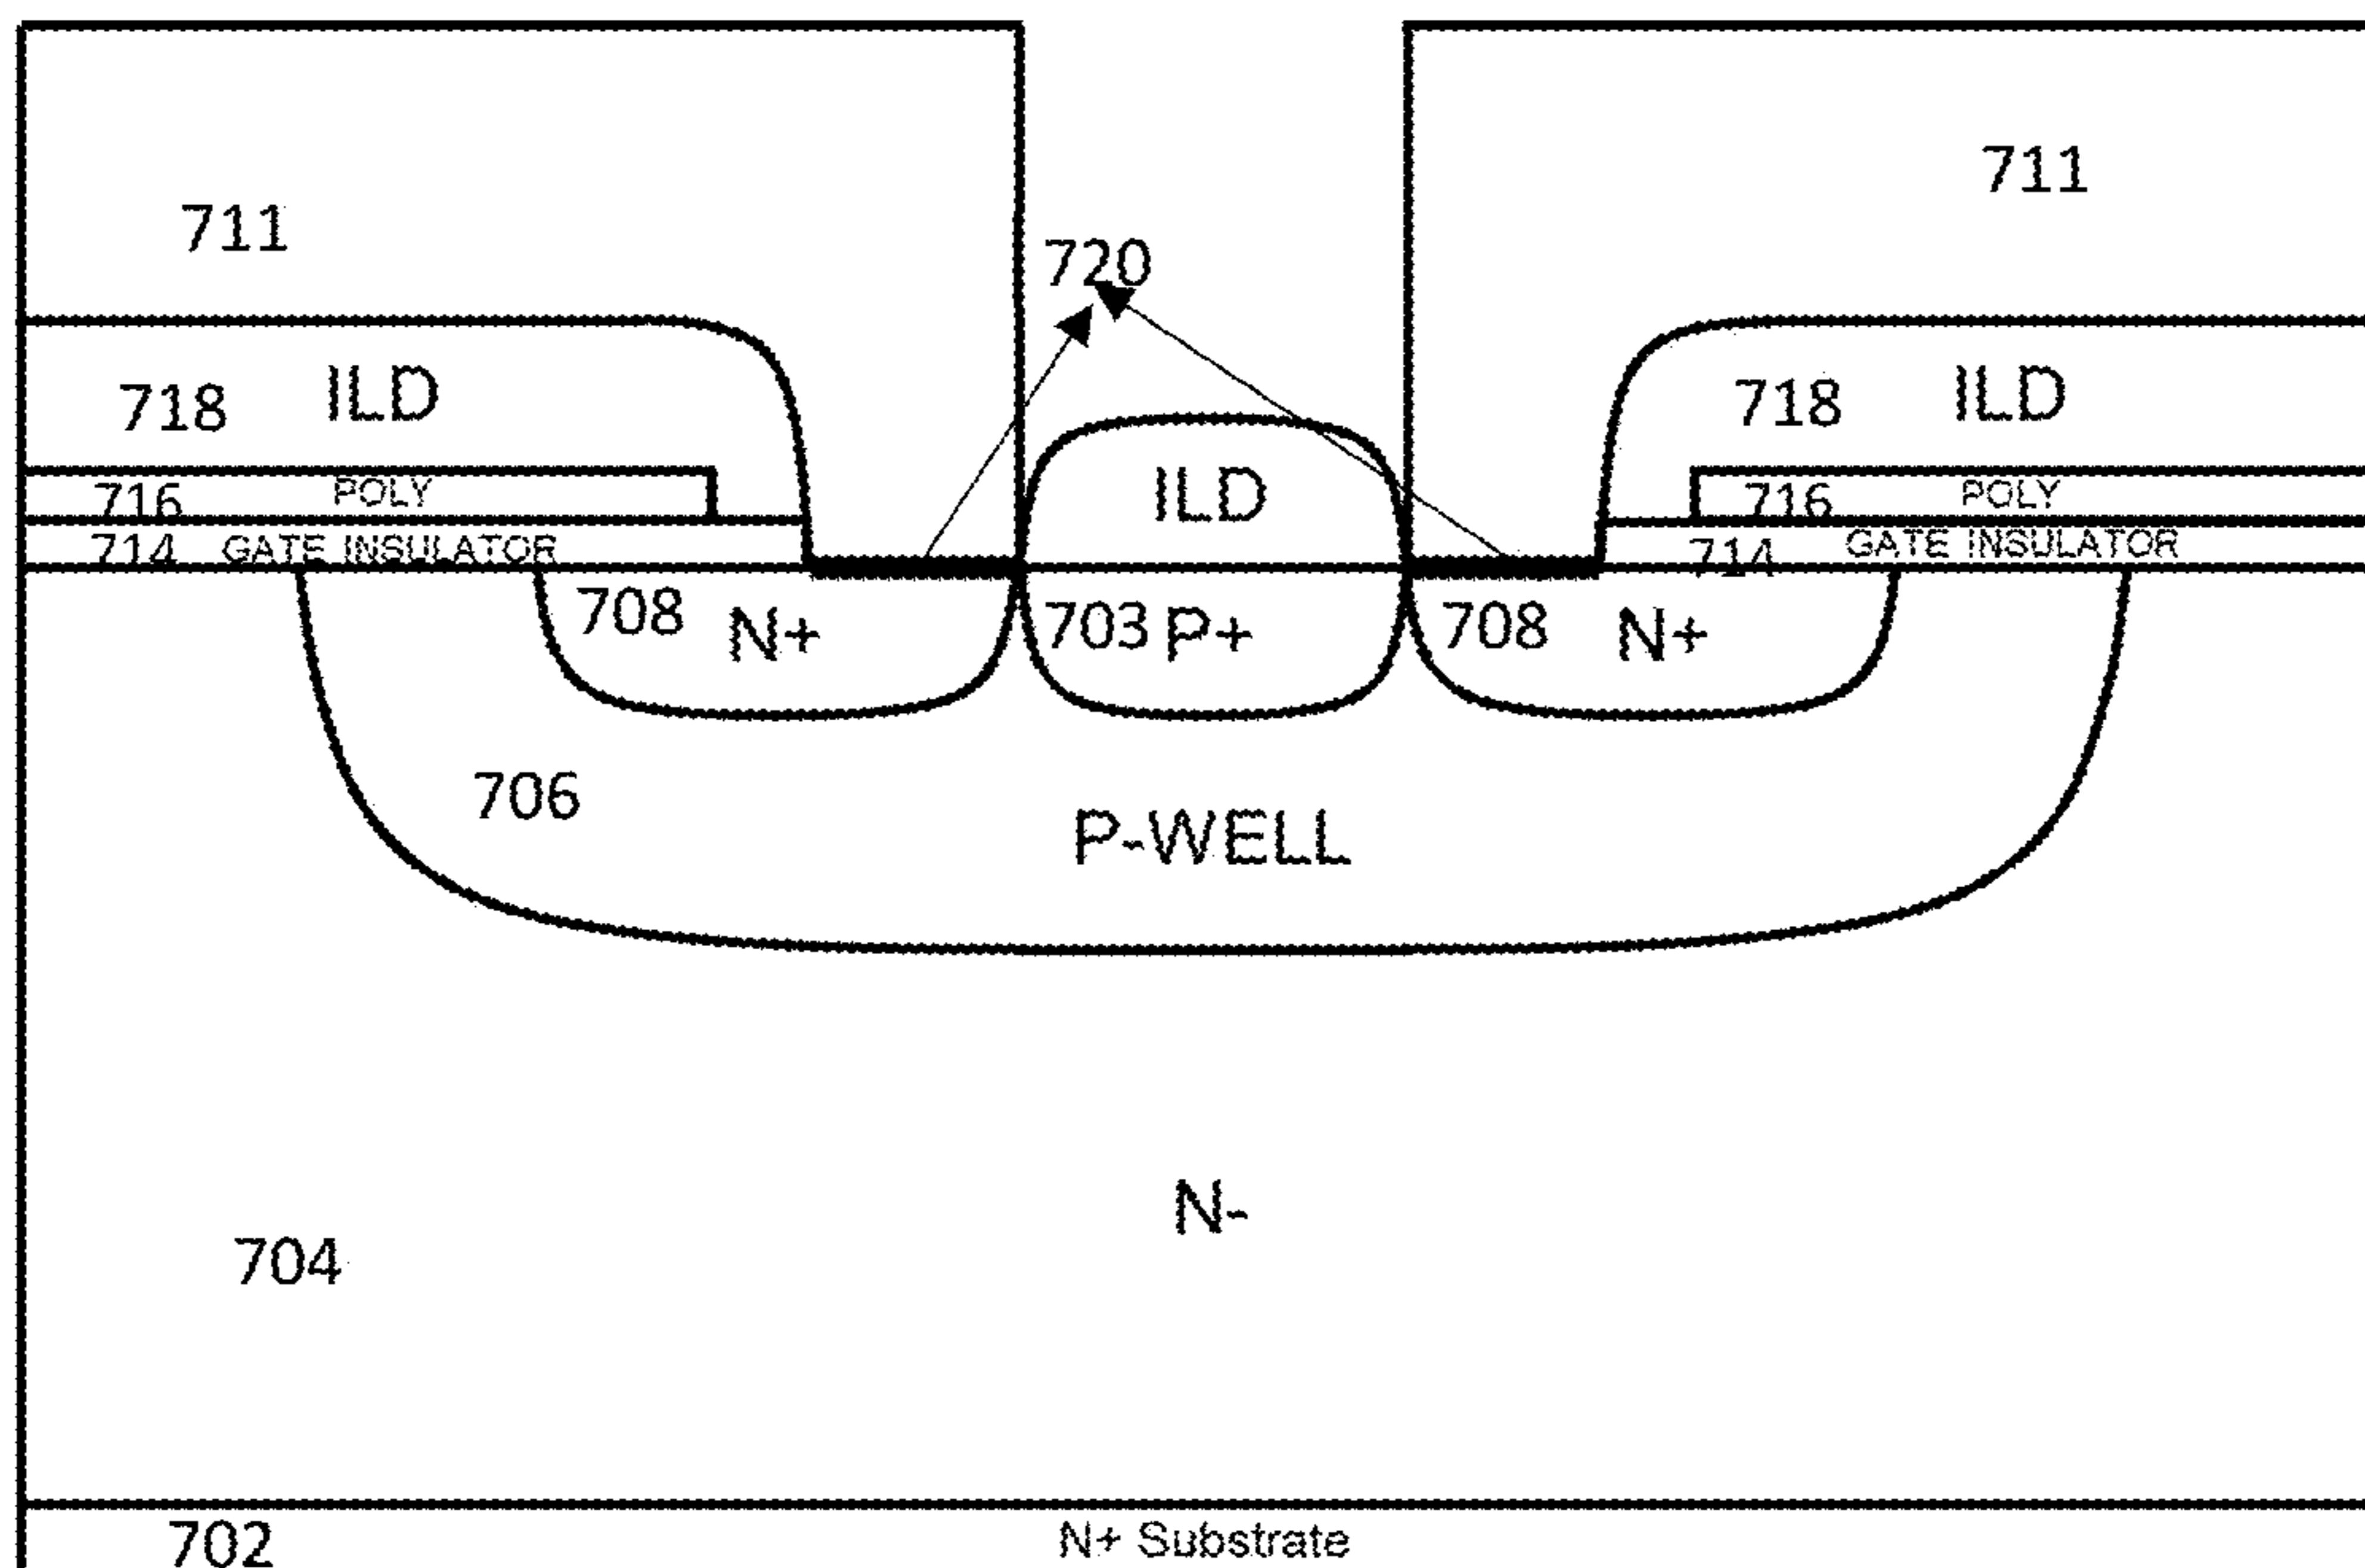 711
711
720
718 ILD
718 ILD
ILD
716 POLY
716 POLY
714 GATE INSULATOR
714 GATE INSULATOR
708 N+
703 P+
708 N+
706
P-WELL
N-
704
702
N+ Substrate